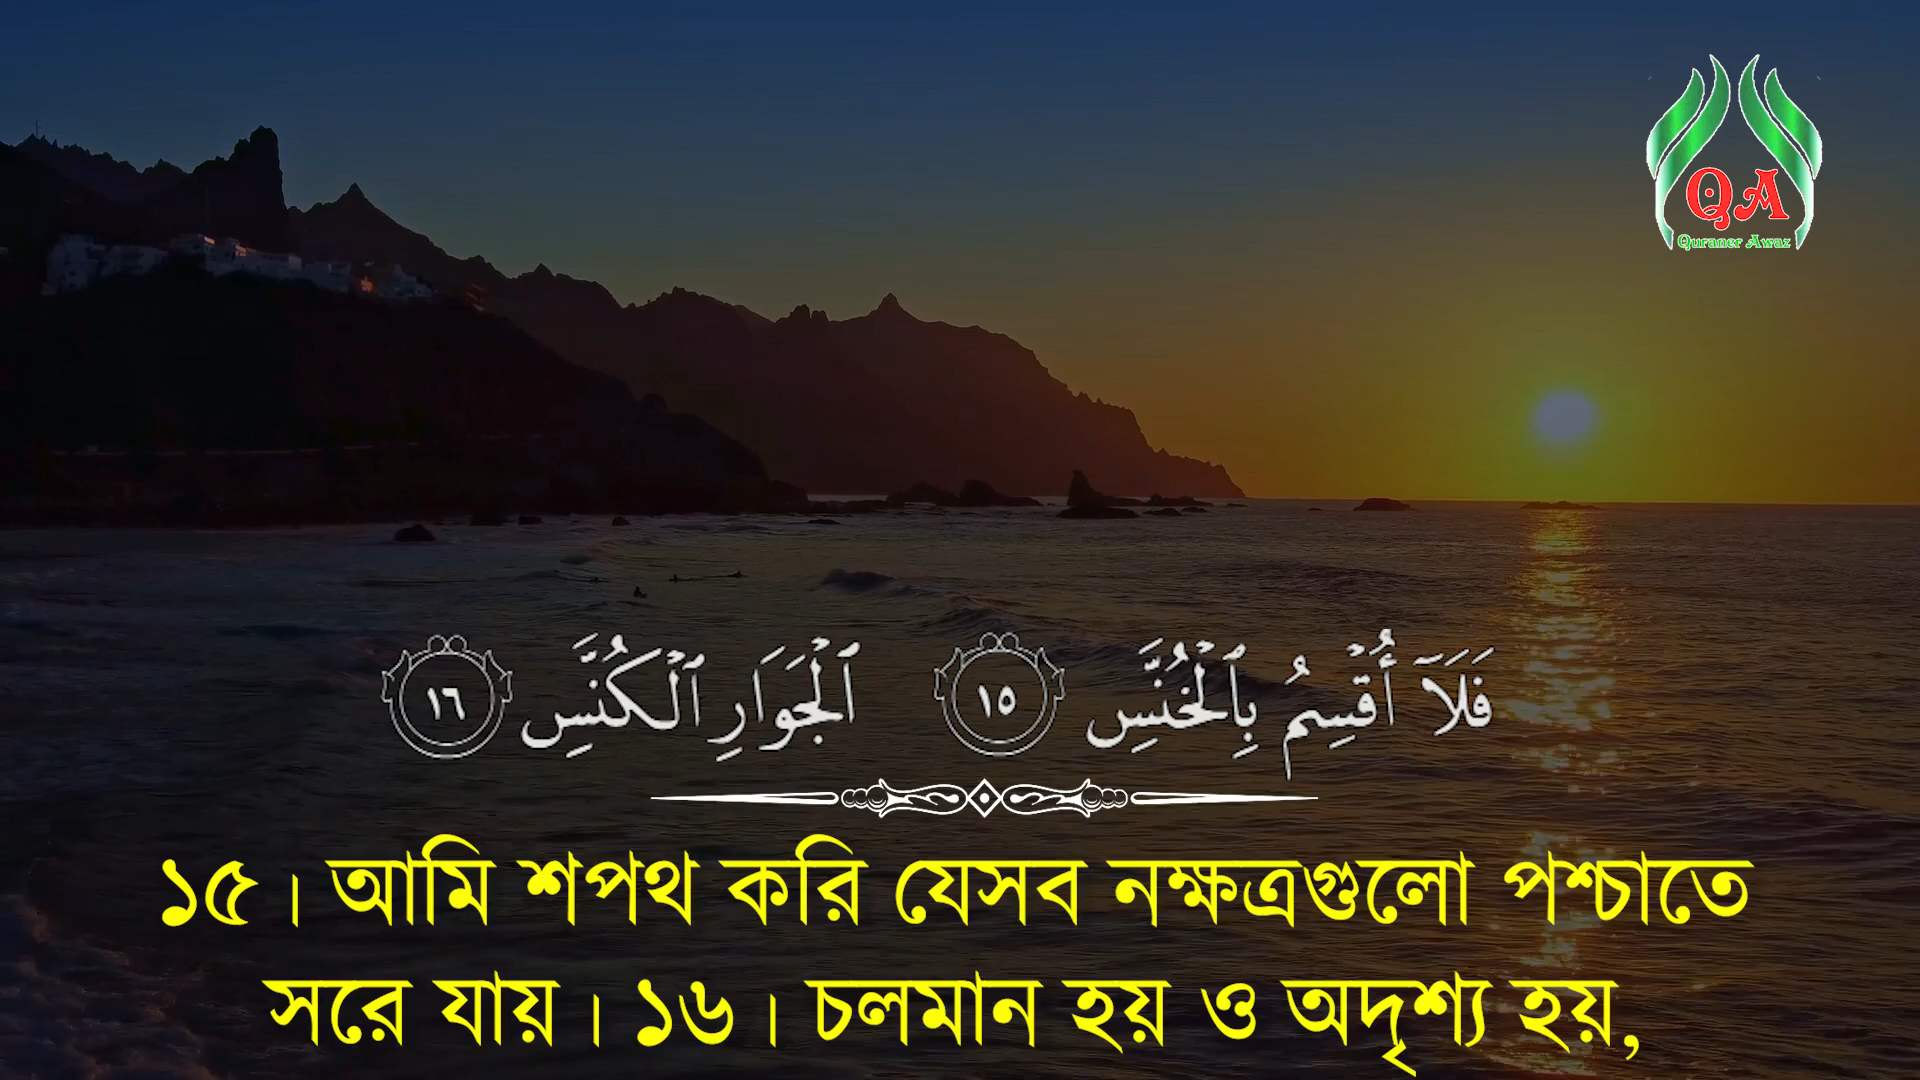 QA
Quraner Awaz
فَلَآ أُقْسِمُ بِٱلْخُنَّسِ ١٥ ٱلْجَوَارِ ٱلْكُنَّسِ ١٦
১৫। আমি শপথ করি যেসব নক্ষত্রগুলো পশ্চাতে
সরে যায়। ১৬। চলমান হয় ও অদৃশ্য হয়,